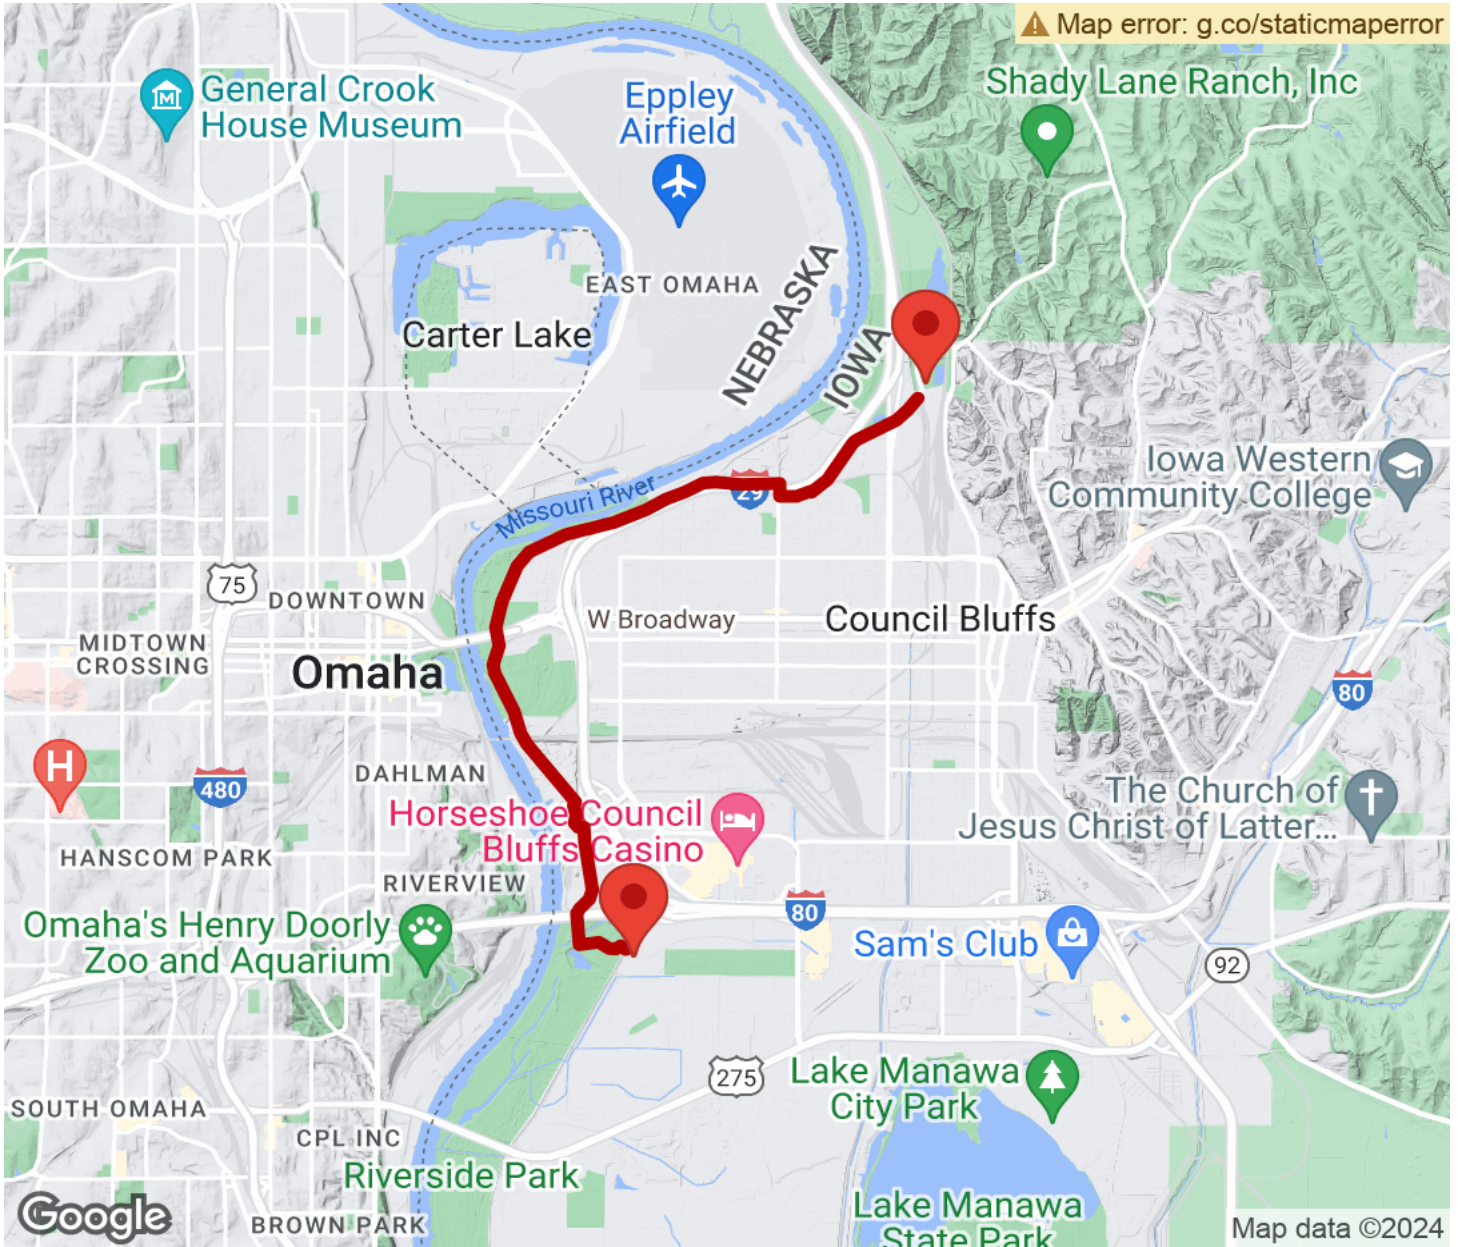 Map error: g.co/staticmaperror
General Crook
House Museum
Eppley
Airfield
Shady Lane Ranch, Inc
EAST OMAHA
NEBRASKA
IOWA
Carter Lake
Missouri River
29
Iowa Western
Community College
75
DOWNTOWN
W Broadway
Council Bluffs
MIDTOWN
CROSSING
Omaha
80
H
480
DAHLMAN
Horseshoe Council
Bluffs Casino
The Church of
Jesus Christ of Latter...
HANSCOM PARK
RIVERVIEW
80
Omaha's Henry Doorly
Zoo and Aquarium
Sam's Club
92
275
Lake Manawa
City Park
SOUTH OMAHA
CPL INC
Riverside Park
Lake Manawa
State Park
Google
BROWN PARK
Map data ©2024